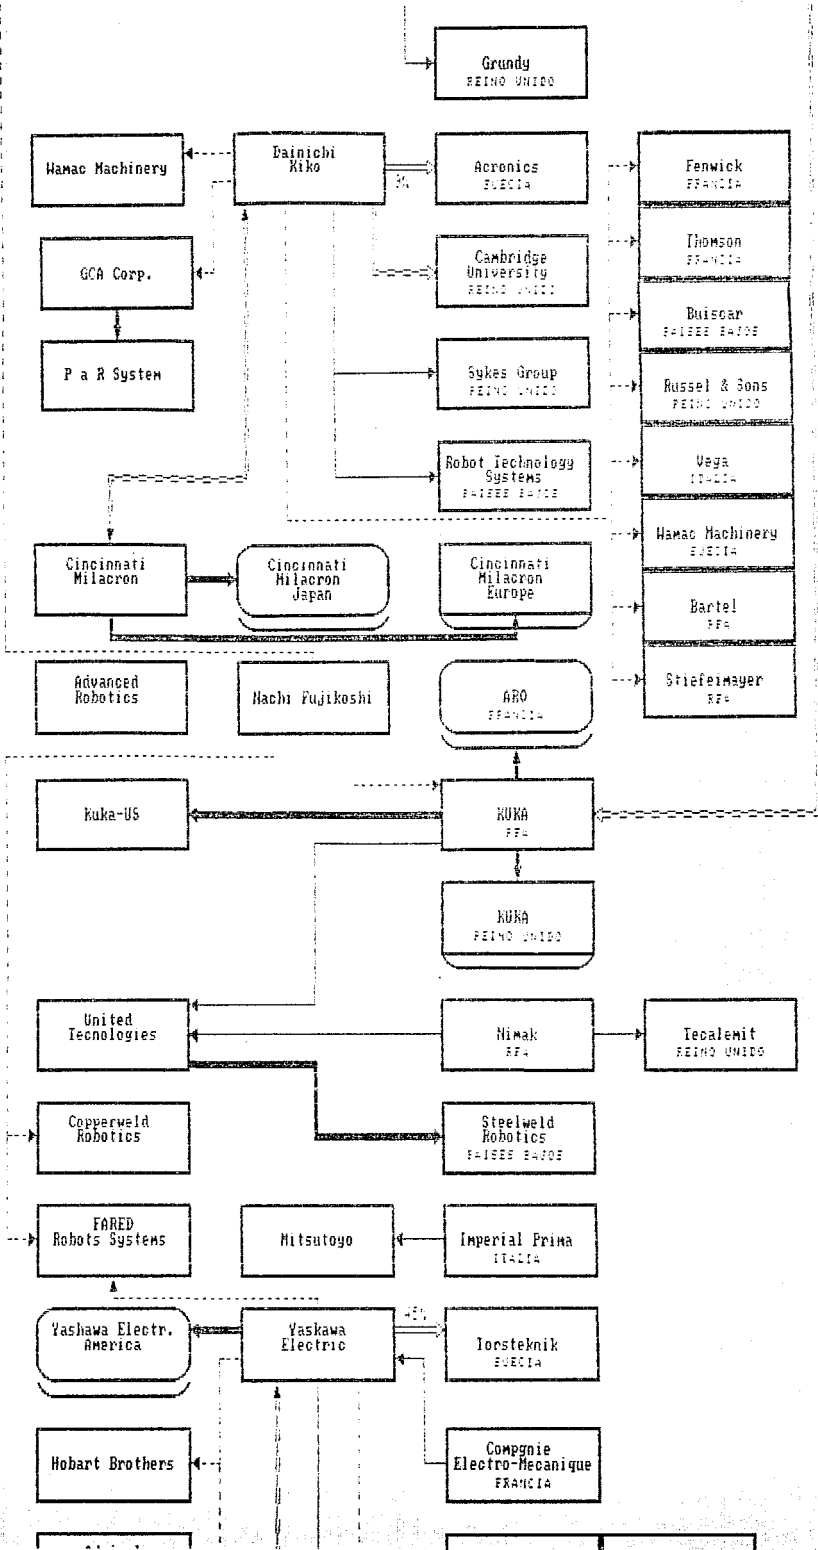 Grundy
REINO UNIDO
Wamac Machinery
Dainichi
Kiko
Acronics
SUECIA
Fenwick
FRANCIA
Thomson
FRANCIA
GCA Corp.
Cambridge
University
REINO UNIDO
Buiscar
PAISES BAJOS
P a R System
Sykes Group
REINO UNIDO
Russel & Sons
REINO UNIDO
Robot Technology
Systems
PAISES BAJOS
Vega
ITALIA
Wamac Machinery
SUECIA
Cincinnati
Milacron
Cincinnati
Milacron
Japan
Cincinnati
Milacron
Europe
Bartel
RFA
Advanced
Robotics
Nachi Fujikoshi
ARO
FRANCIA
Stiefeimayer
RFA
Kuka-US
KUKA
RFA
KUKA
REINO UNIDO
United
Tecnologies
Nimak
RFA
Tecalemit
REINO UNIDO
Copperweld
Robotics
Steelweld
Robotics
PAISES BAJOS
FARED
Robots Systems
Mitsutoyo
Imperial Prima
ITALIA
Yashawa Electr.
America
Yaskawa
Electric
45%
Torsteknik
SUECIA
Hobart Brothers
Compgnie
Electro-Mecanique
FRANCIA